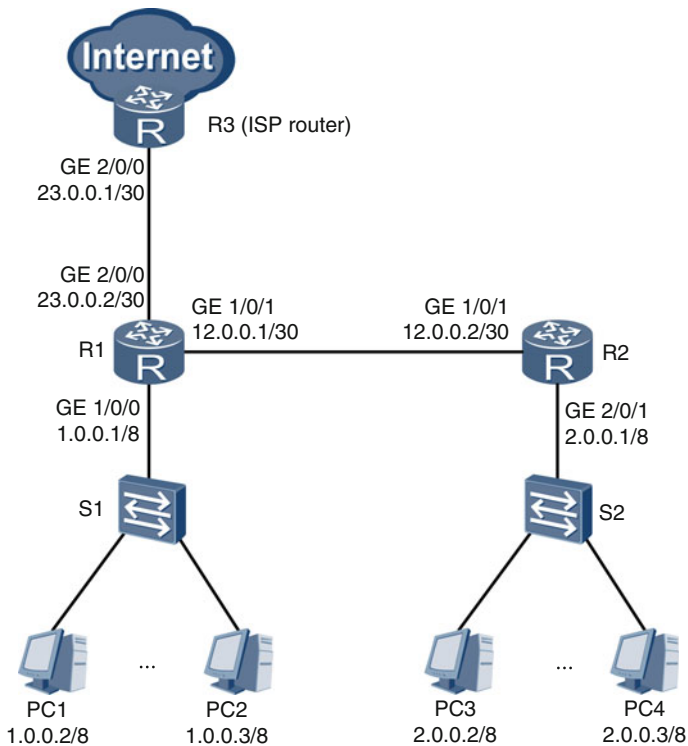 Internet
R
R3 (ISP router)
GE 2/0/0
23.0.0.1/30
GE 2/0/0
23.0.0.2/30
GE 1/0/1
12.0.0.1/30
GE 1/0/1
12.0.0.2/30
R1
R
R
R2
GE 1/0/0
1.0.0.1/8
GE 2/0/1
2.0.0.1/8
S1
S2
...
...
PC1
1.0.0.2/8
PC2
1.0.0.3/8
PC3
2.0.0.2/8
PC4
2.0.0.3/8